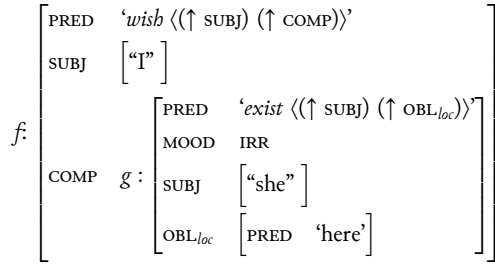 PRED ‘wish ⟨(↑ SUBJ) (↑ COMP)⟩’
SUBJ [“I”]
f:
PRED ‘exist ⟨(↑ SUBJ) (↑ OBLloc)⟩’
MOOD IRR
COMP g :
SUBJ [“she”]
OBLloc [PRED ‘here’]